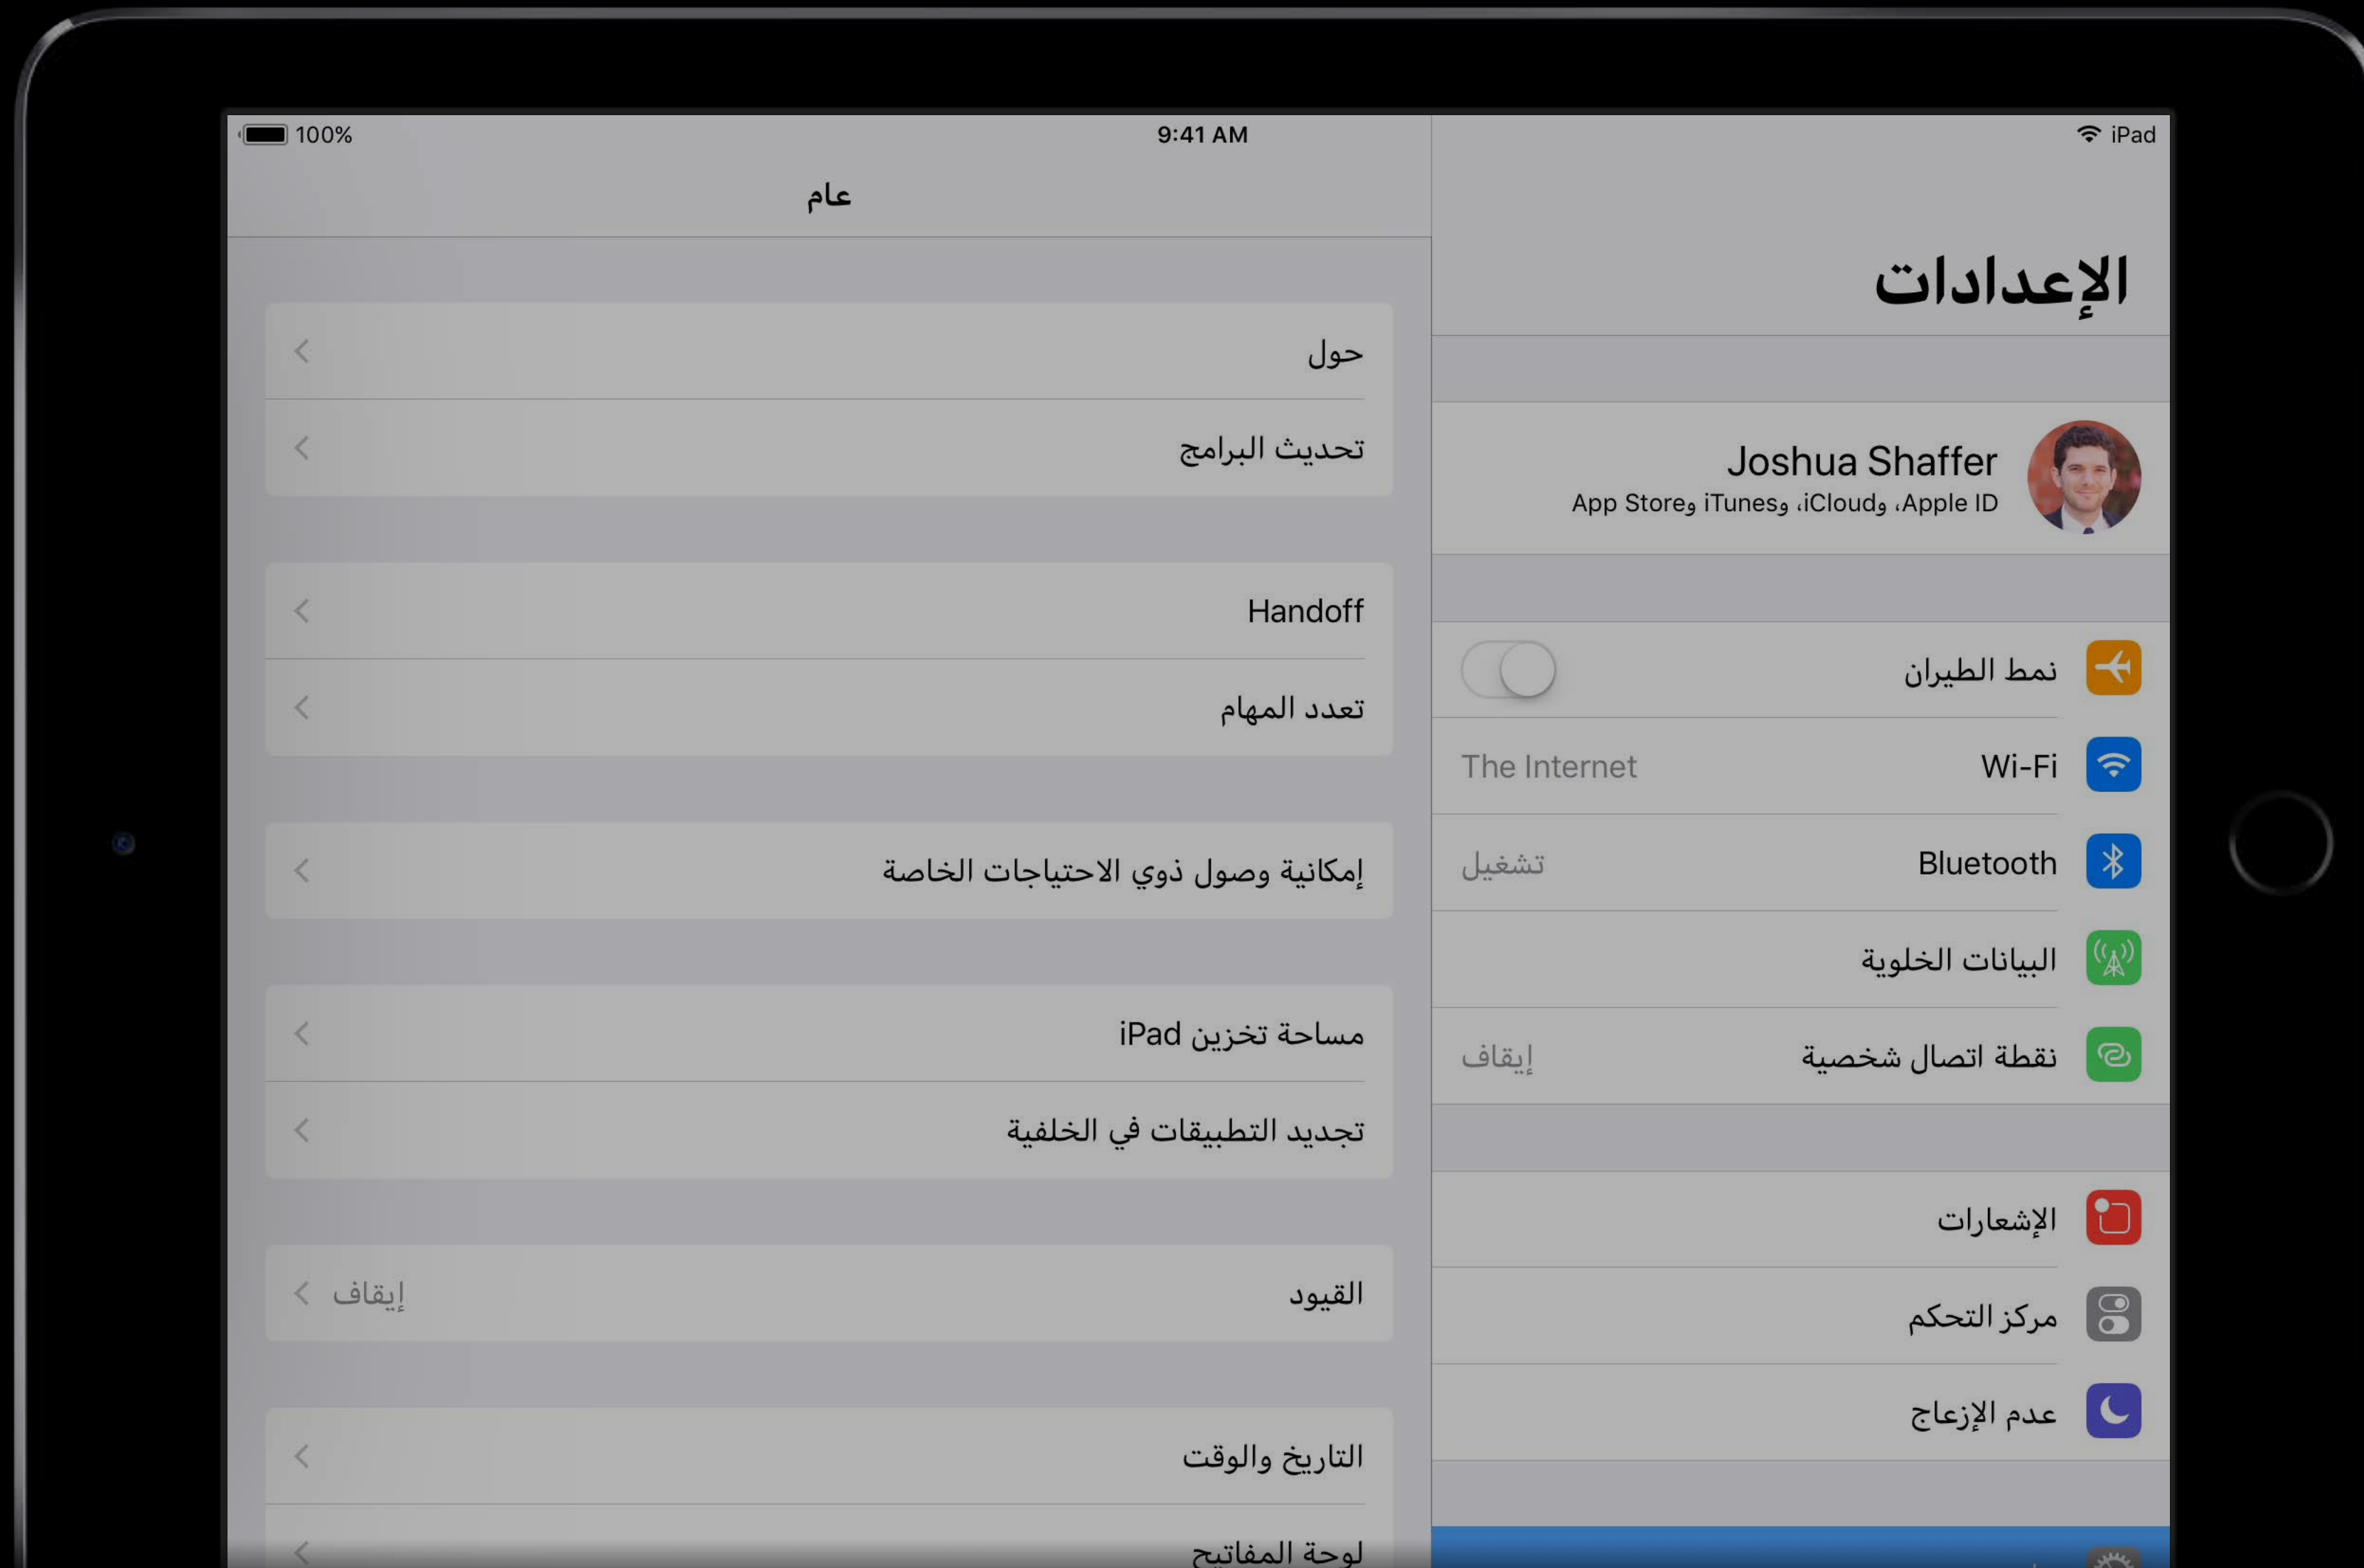 iPad
9:41 AM
100%
الإعدادات
Joshua Shaffer
Apple ID، وiCloud، وiTunes وApp Store
نمط الطيران
Wi-Fi The Internet
Bluetooth تشغيل
البيانات الخلوية
نقطة اتصال شخصية إيقاف
الإشعارات
مركز التحكم
عدم الإزعاج
عام
حول
تحديث البرامج
Handoff
تعدد المهام
إمكانية وصول ذوي الاحتياجات الخاصة
مساحة تخزين iPad
تجديد التطبيقات في الخلفية
القيود إيقاف
التاريخ والوقت
لوحة المفاتيح